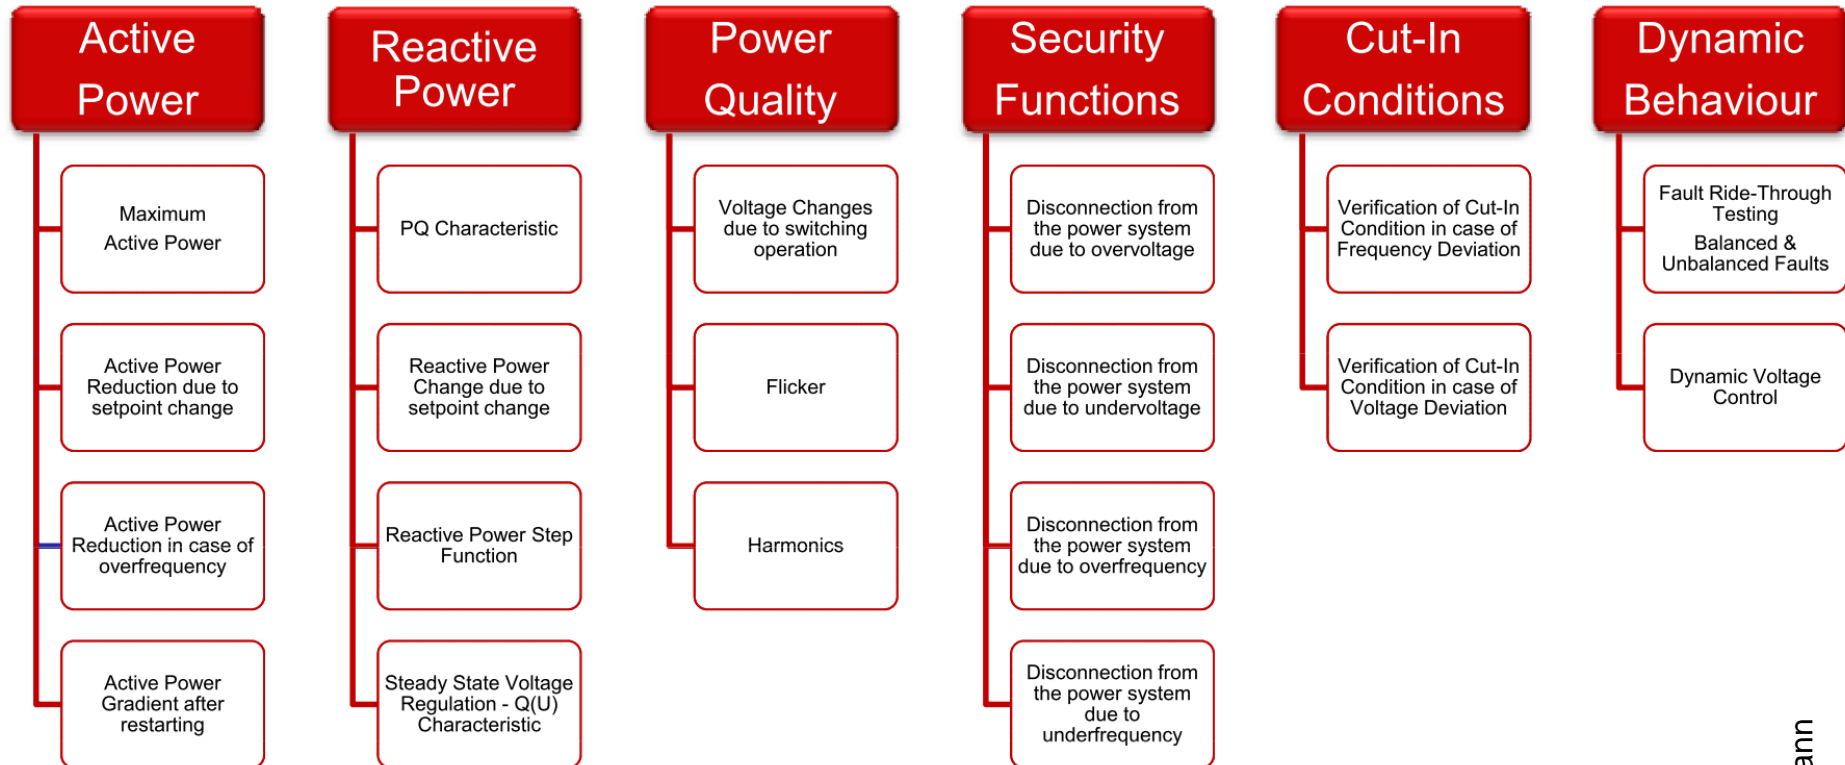 Active
Power
Maximum
Active Power
Active Power
Reduction due to
setpoint change
Active Power
Reduction in case of
overfrequency
Active Power
Gradient after
restarting
Reactive
Power
PQ Characteristic
Reactive Power
Change due to
setpoint change
Reactive Power Step
Function
Steady State Voltage
Regulation - Q(U)
Characteristic
Power
Quality
Voltage Changes
due to switching
operation
Flicker
Harmonics
Security
Functions
Disconnection from
the power system
due to overvoltage
Disconnection from
the power system
due to undervoltage
Disconnection from
the power system
due to overfrequency
Disconnection from
the power system
due to
underfrequency
Cut-In
Conditions
Verification of Cut-In
Condition in case of
Frequency Deviation
Verification of Cut-In
Condition in case of
Voltage Deviation
Dynamic
Behaviour
Fault Ride-Through
Testing
Balanced &
Unbalanced Faults
Dynamic Voltage
Control
ann